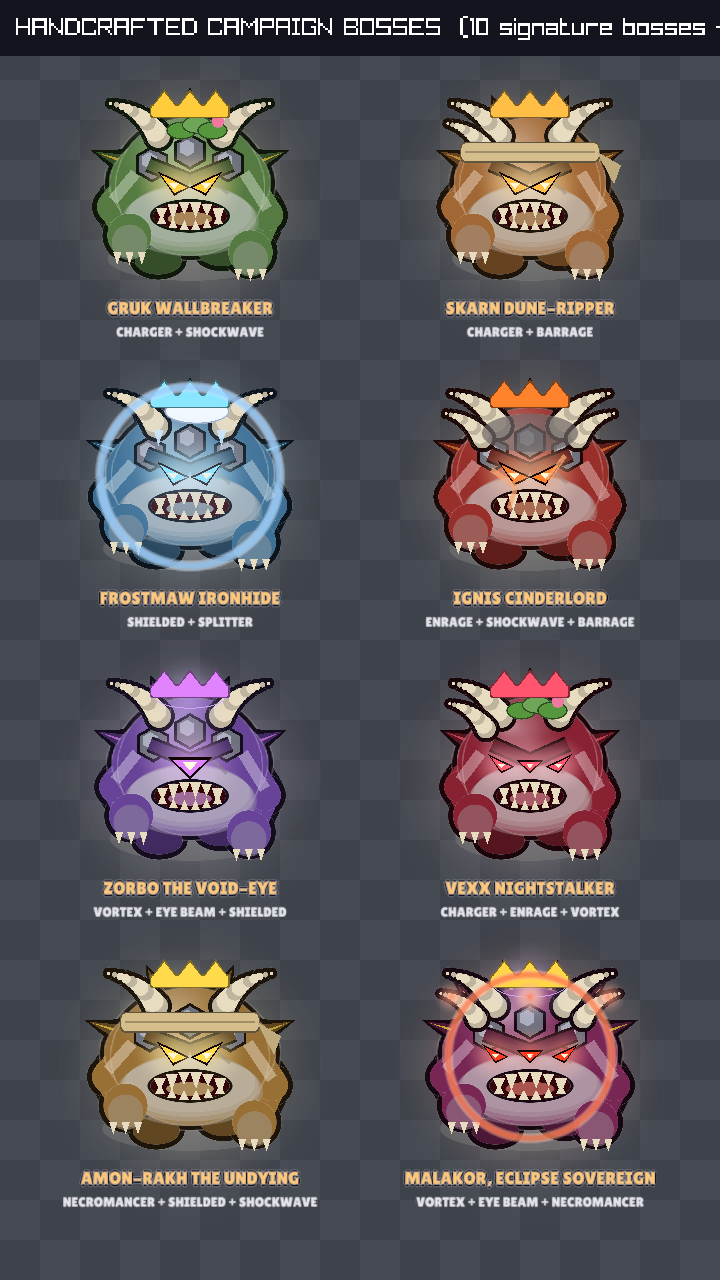 HANDCRAFTED CAMPAIGN BOSSES (10 signature bosses
GRUK WALLBREAKER
CHARGER + SHOCKWAVE
SKARN DUNE-RIPPER
CHARGER + BARRAGE
FROSTMAW IRONHIDE
SHIELDED + SPLITTER
IGNIS CINDERLORD
ENRAGE + SHOCKWAVE + BARRAGE
ZORBO THE VOID-EYE
VORTEX + EYE BEAM + SHIELDED
VEXX NIGHTSTALKER
CHARGER + ENRAGE + VORTEX
AMON-RAKH THE UNDYING
NECROMANCER + SHIELDED + SHOCKWAVE
MALAKOR, ECLIPSE SOVEREIGN
VORTEX + EYE BEAM + NECROMANCER